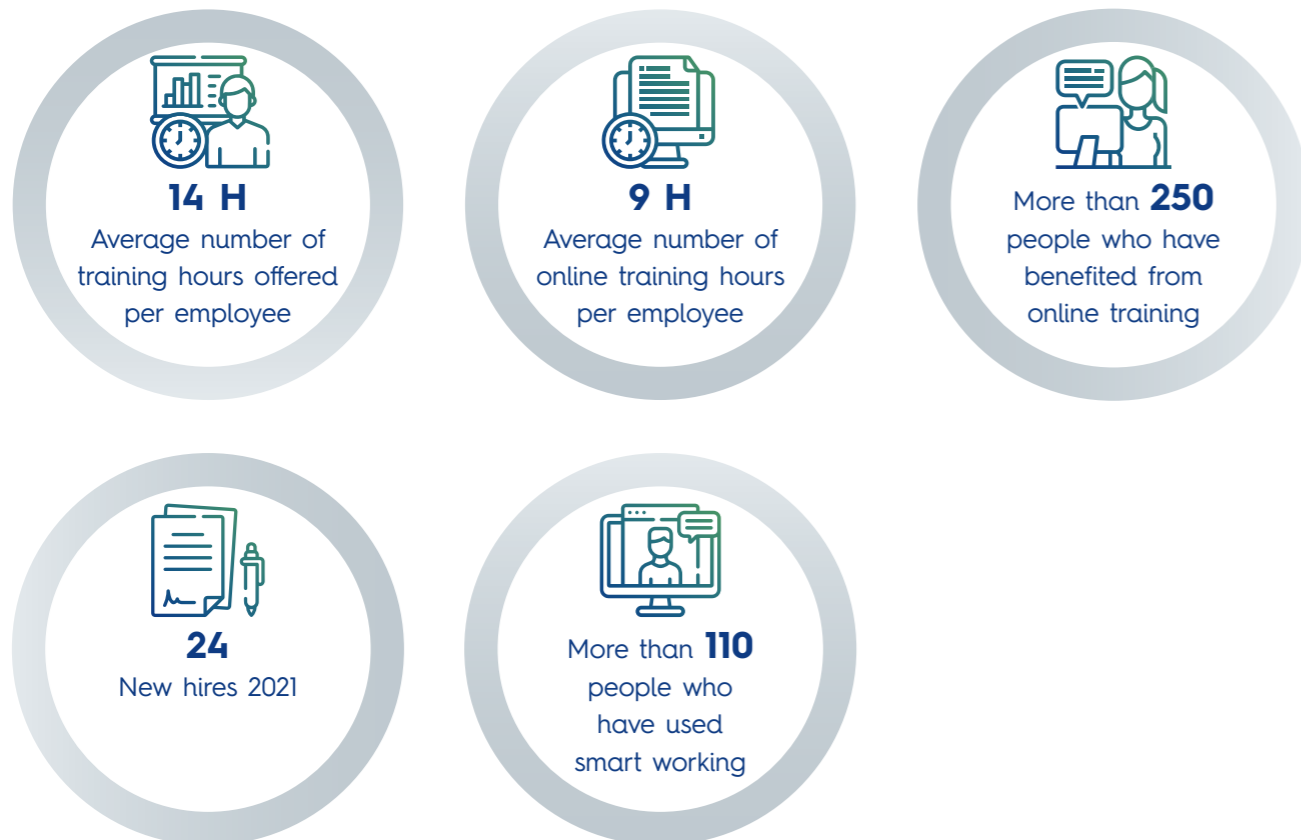 14 H
Average number of
training hours offered
per employee
9 H
Average number of
online training hours
per employee
More than 250
people who have
benefited from
online training
24
New hires 2021
More than 110
people who
have used
smart working